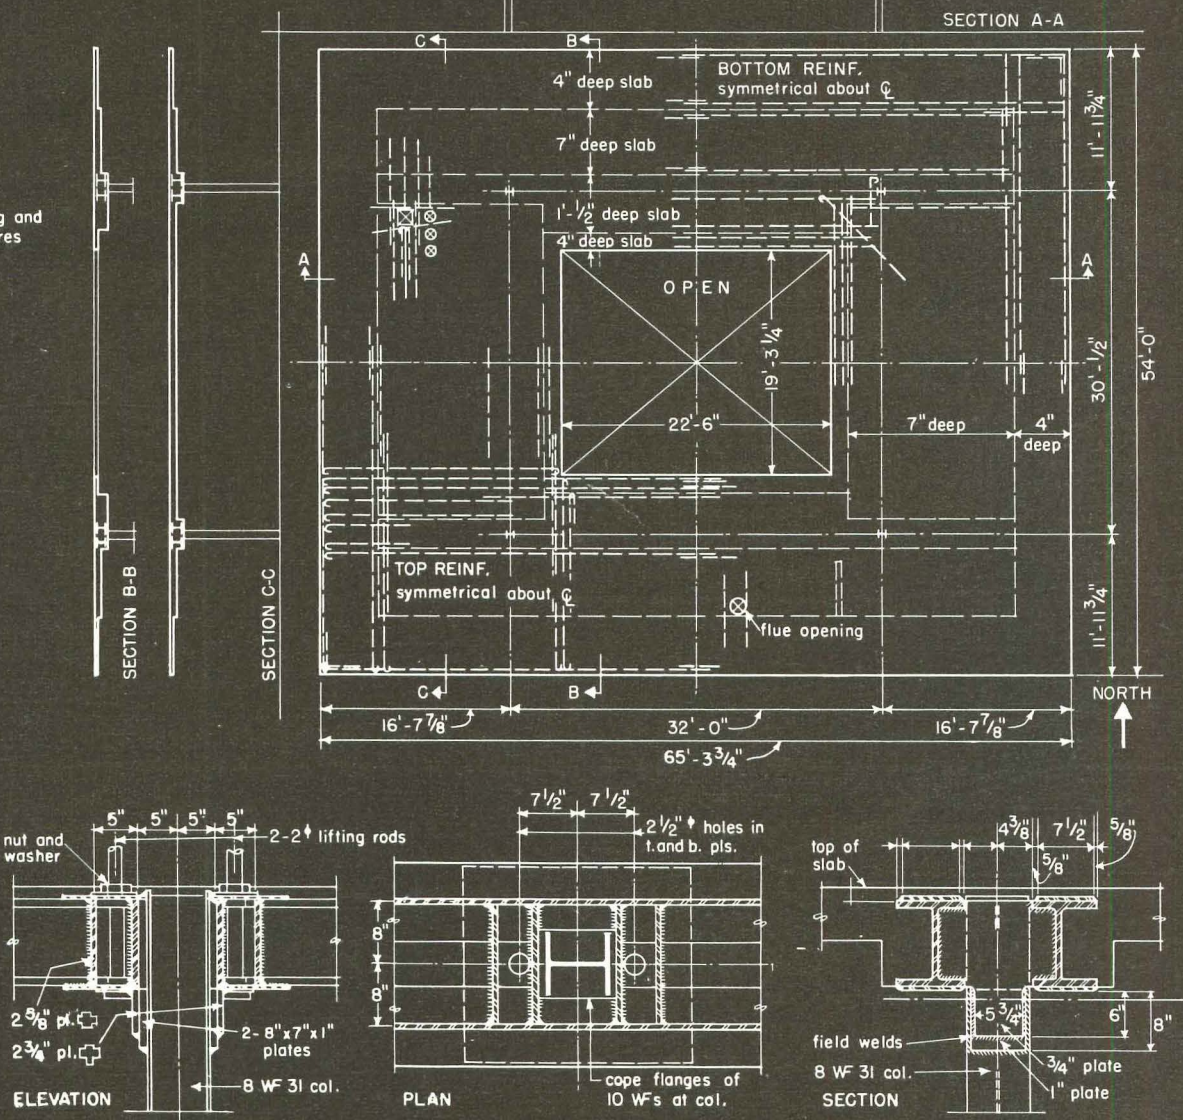 SECTION A-A
C
B
4" deep slab
BOTTOM REINF.
symmetrical about ℄
7" deep slab
11'-11 3/4"
g and
res
1'-1/2" deep slab
4" deep slab
A
A
OPEN
19'-3 1/4"
30'-1/2"
54'-0"
22'-6"
7" deep
4"
deep
SECTION B-B
SECTION C-C
TOP REINF.
symmetrical about ℄
flue opening
11'-11 3/4"
C
B
NORTH
16'-7 7/8"
32'-0"
16'-7 7/8"
65'-3 3/4"
5"
5"
5"
5"
nut and
washer
2-2ϕ lifting rods
2 5/8" pl.
2 3/4" pl.
2-8"x7"x1"
plates
8 WF 31 col.
ELEVATION
7 1/2"
7 1/2"
2 1/2" ϕ holes in
t. and b. pls.
8"
8"
cope flanges of
10 WFs at col.
PLAN
top of
slab
4 3/8"
7 1/2"
5/8"
5/8"
5 3/4"
6"
8"
field welds
8 WF 31 col.
3/4" plate
1" plate
SECTION